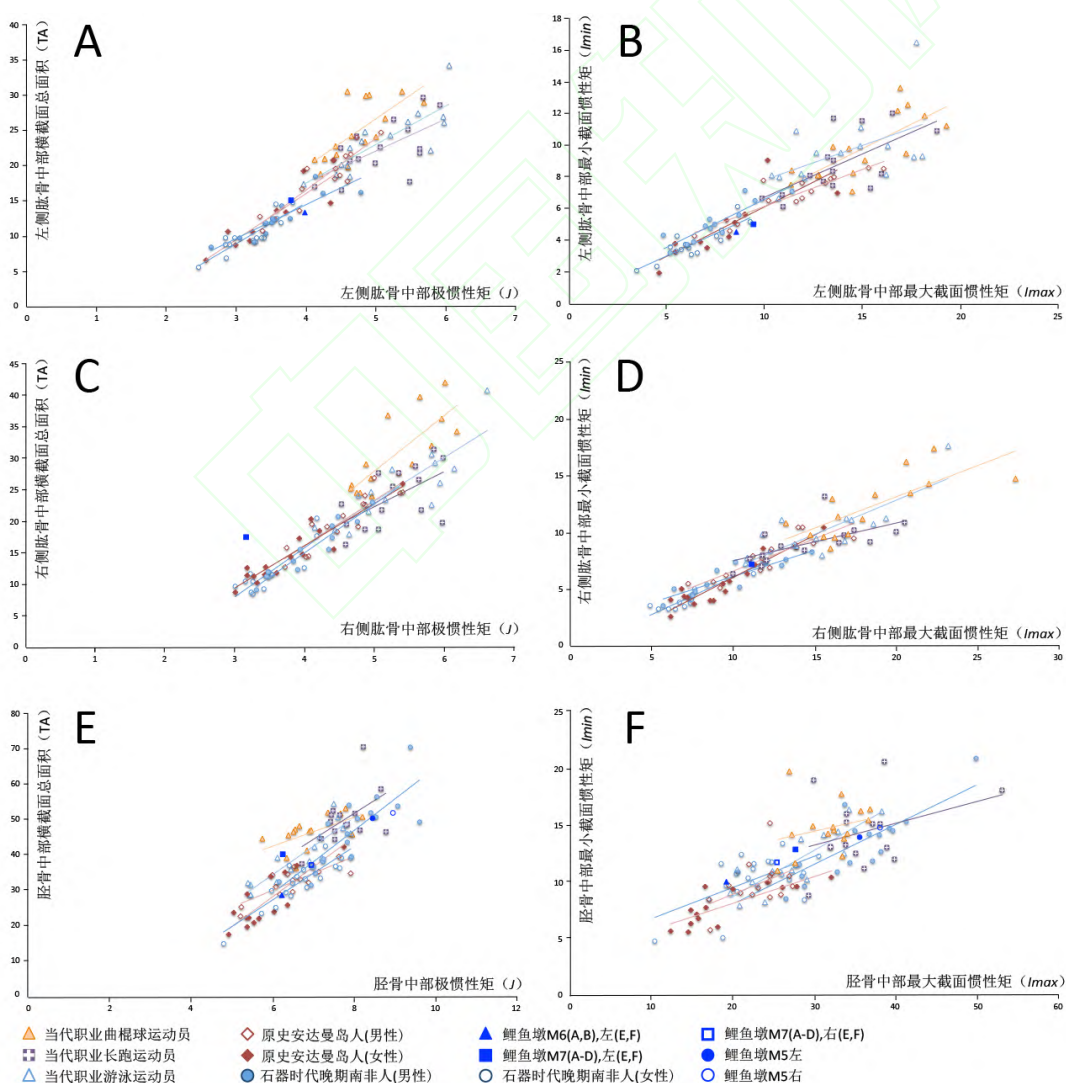 A
左侧肱骨中部横截面总面积（TA）
40
35
30
25
20
15
10
5
0
0 1 2 3 4 5 6 7
左侧肱骨中部极惯性矩（J）
B
左侧肱骨中部最小截面惯性矩（Imin）
18
16
14
12
10
8
6
4
2
0
0 5 10 15 20 25
左侧肱骨中部最大截面惯性矩（Imax）
C
右侧肱骨中部横截面总面积（TA）
45
40
35
30
25
20
15
10
5
0
0 1 2 3 4 5 6 7
右侧肱骨中部极惯性矩（J）
D
右侧肱骨中部最小截面惯性矩（Imin）
25
20
15
10
5
0
0 5 10 15 20 25 30
右侧肱骨中部最大截面惯性矩（Imax）
E
胫骨中部横截面总面积（TA）
80
70
60
50
40
30
20
10
0
0 2 4 6 8 10 12
胫骨中部极惯性矩（J）
F
胫骨中部最小截面惯性矩（Imin）
25
20
15
10
5
0
0 10 20 30 40 50 60
胫骨中部最大截面惯性矩（Imax）
当代职业曲棍球运动员 原史安达曼岛人(男性) 鲤鱼墩M6(A,B),左(E,F) 鲤鱼墩M7(A-D),右(E,F)
当代职业长跑运动员 原史安达曼岛人(女性) 鲤鱼墩M7(A-D),左(E,F) 鲤鱼墩M5左
当代职业游泳运动员 石器时代晚期南非人(男性) 石器时代晚期南非人(女性) 鲤鱼墩M5右